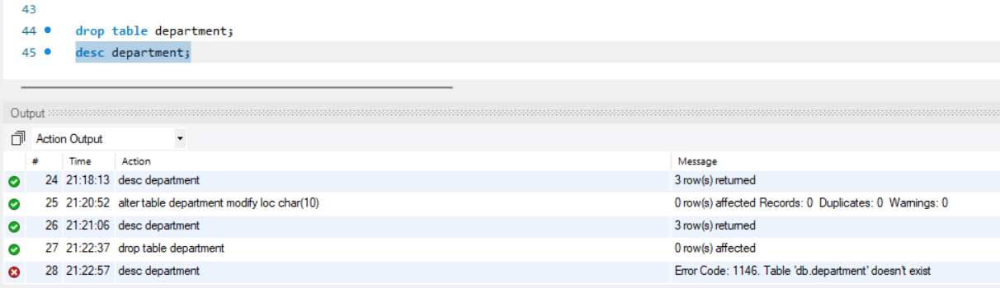 43
44 drop table department;
45 desc department;
Output
Action Output
# Time Action Message
24 21:18:13 desc department 3 row(s) returned
25 21:20:52 alter table department modify loc char(10) 0 row(s) affected Records: 0 Duplicates: 0 Warnings: 0
26 21:21:06 desc department 3 row(s) returned
27 21:22:37 drop table department 0 row(s) affected
28 21:22:57 desc department Error Code: 1146. Table 'db.department' doesn't exist